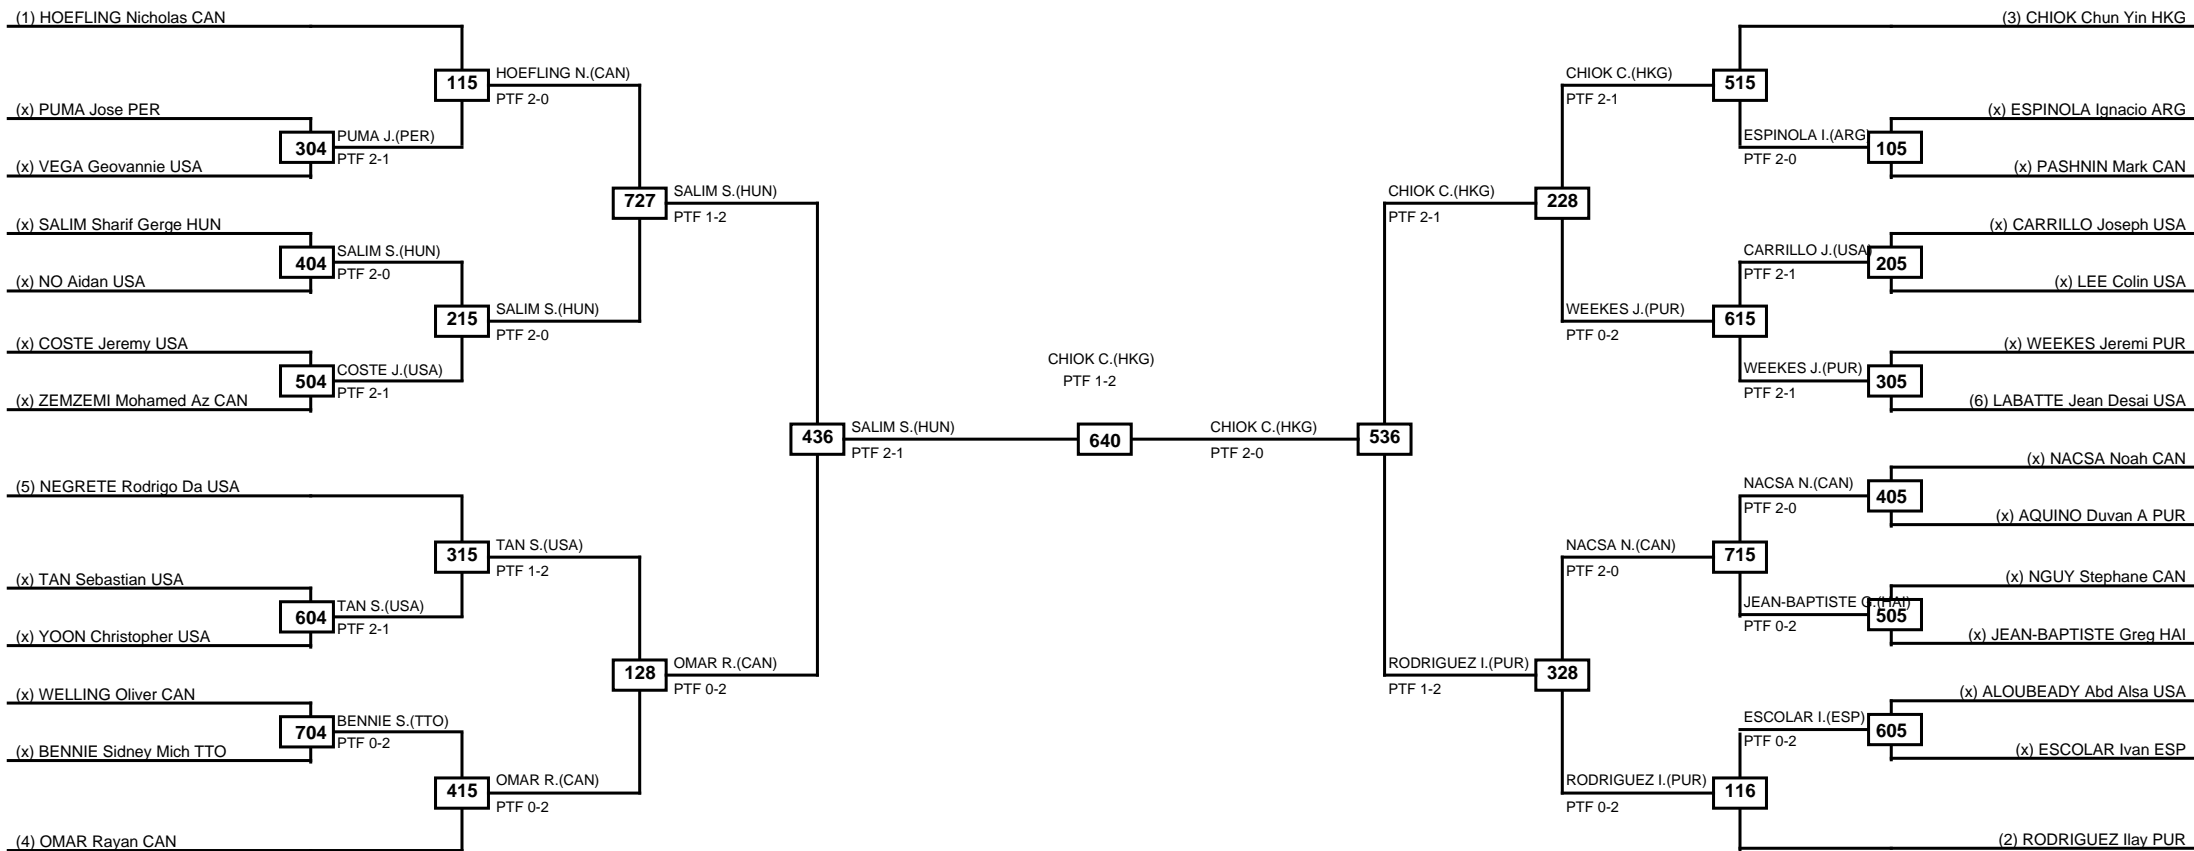 (1) HOEFLING Nicholas CAN
(x) PUMA Jose PER
(x) VEGA Geovannie USA
(x) SALIM Sharif Gerge HUN
(x) NO Aidan USA
(x) COSTE Jeremy USA
(x) ZEMZEMI Mohamed Az CAN
(5) NEGRETE Rodrigo Da USA
(x) TAN Sebastian USA
(x) YOON Christopher USA
(x) WELLING Oliver CAN
(x) BENNIE Sidney Mich TTO
(4) OMAR Rayan CAN
304
PUMA J.(PER)
PTF 2-1
404
SALIM S.(HUN)
PTF 2-0
504
COSTE J.(USA)
PTF 2-1
604
TAN S.(USA)
PTF 2-1
704
BENNIE S.(TTO)
PTF 0-2
115
HOEFLING N.(CAN)
PTF 2-0
215
SALIM S.(HUN)
PTF 2-0
315
TAN S.(USA)
PTF 1-2
415
OMAR R.(CAN)
PTF 0-2
727
SALIM S.(HUN)
PTF 1-2
128
OMAR R.(CAN)
PTF 0-2
436
SALIM S.(HUN)
PTF 2-1
CHIOK C.(HKG)
PTF 1-2
640
CHIOK C.(HKG)
PTF 2-0
536
CHIOK C.(HKG)
PTF 2-1
228
RODRIGUEZ I.(PUR)
PTF 1-2
328
CHIOK C.(HKG)
PTF 2-1
515
WEEKES J.(PUR)
PTF 0-2
615
NACSA N.(CAN)
PTF 2-0
715
RODRIGUEZ I.(PUR)
PTF 0-2
116
ESPINOLA I.(ARG)
PTF 2-0
105
CARRILLO J.(USA)
PTF 2-1
205
WEEKES J.(PUR)
PTF 2-1
305
NACSA N.(CAN)
PTF 2-0
405
JEAN-BAPTISTE G.(HAI)
PTF 0-2
505
ESCOLAR I.(ESP)
PTF 0-2
605
(3) CHIOK Chun Yin HKG
(x) ESPINOLA Ignacio ARG
(x) PASHNIN Mark CAN
(x) CARRILLO Joseph USA
(x) LEE Colin USA
(x) WEEKES Jeremi PUR
(6) LABATTE Jean Desai USA
(x) NACSA Noah CAN
(x) AQUINO Duvan A PUR
(x) NGUY Stephane CAN
(x) JEAN-BAPTISTE Greg HAI
(x) ALOUBEADY Abd Alsa USA
(x) ESCOLAR Ivan ESP
(2) RODRIGUEZ Ilay PUR